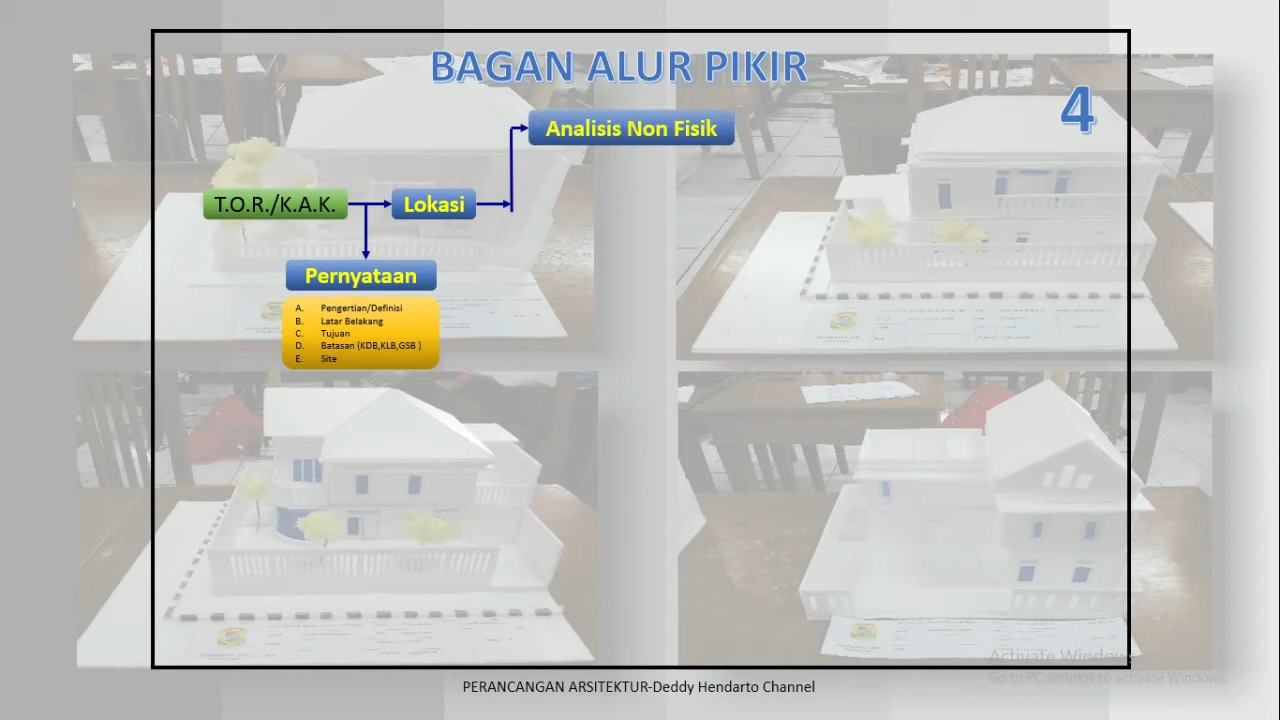 BAGAN ALUR PIKIR
4
Analisis Non Fisik
T.O.R./K.A.K.
Lokasi
Pernyataan
A. Pengertian/Definisi
B. Latar Belakang
C. Tujuan
D. Batasan (KDB,KLB,GSB )
E. Site
Activate Windows
Go to PC settings to activate Windows.
PERANCANGAN ARSITEKTUR-Deddy Hendarto Channel